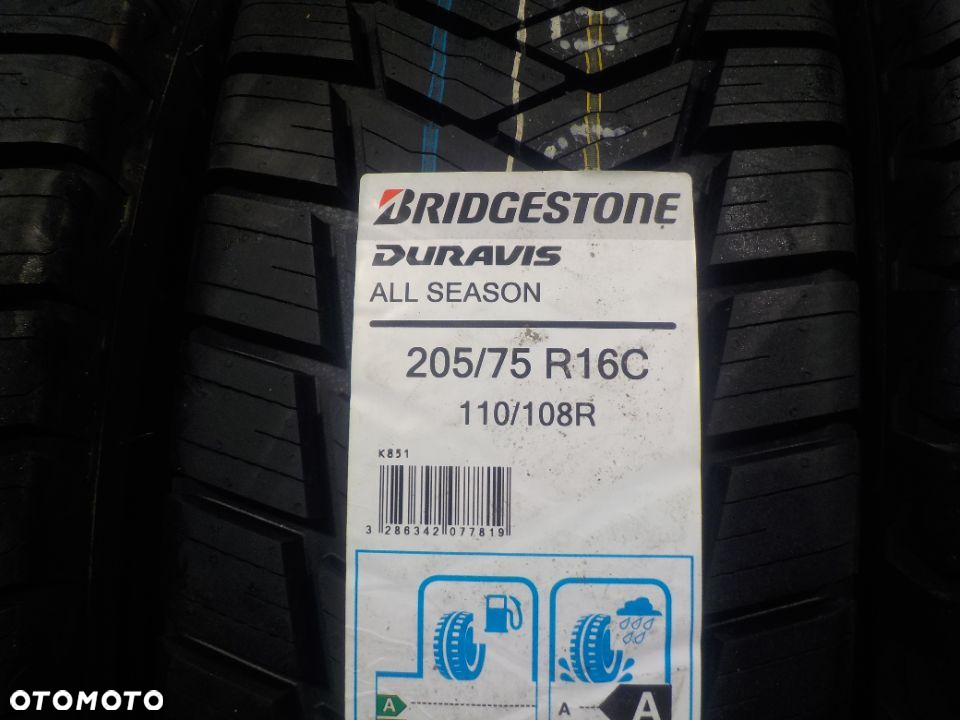 BRIDGESTONE
DURAVIS
ALL SEASON
205/75 R16C
110/108R
K851
3 286342 077819
A
A A
OTOMOTO